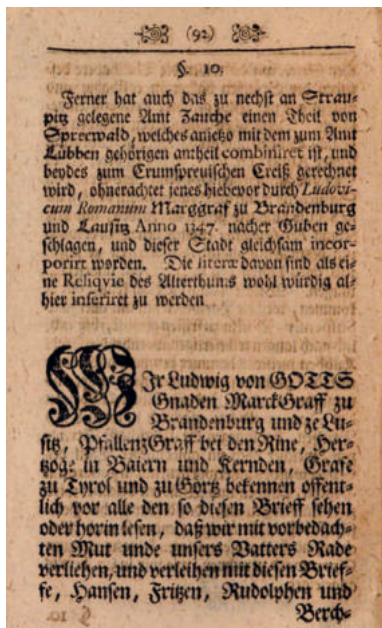 (92)
§. 10.
Ferner hat auch das zu nechst an Strau-
pitz gelegene Amt Zauche einen Theil von
Spreewald, welches anietzo mit dem zum Amt
Lübben gehörigen antheil combiniret ist, und
beydes zum Crumspreuischen Creiß gerechnet
wird, ohnerachtet jenes hiebevor durch Ludovi-
cum Romanum Marggraf zu Brandenburg
und Lausitz Anno 1347. nacher Guben ge-
schlagen, und dieser Stadt gleichsam incor-
porirt worden. Die literæ davon sind als ei-
ne Resiqvie des Alterthums wohl würdig al-
hier inseriret zu werden
WIr Ludwig von GOTTS
Gnaden MarckGraff zu
Brandenburg und ze Lu-
sitz, PfallenzGraff bei den Rine, Her-
tzoge in Baiern und Kernden, Grafe
zu Tyrol und zu Görtz bekennen offent-
lich vor alle den so diesen Brieff sehen
oder horin lesen, daß wir mit vorbedach-
ten Mut unde unsers Vatters Rade
verliehen, und verleihen mit diesen Brief-
fe, Hansen, Fritzen, Rudolphen und
Berch-